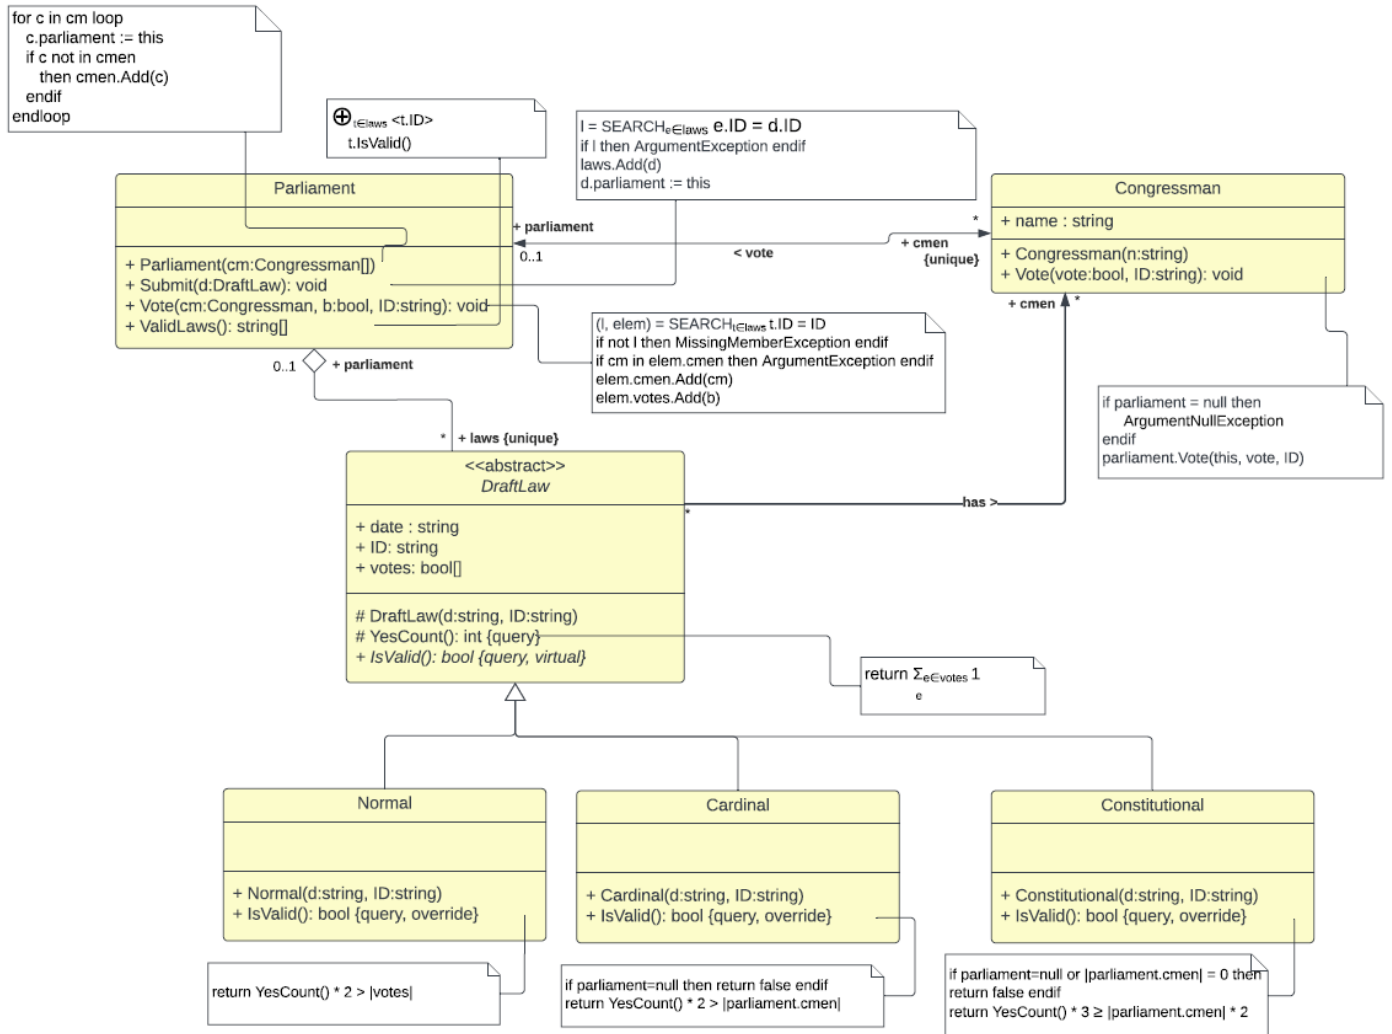 for c in cm loop
c.parliament := this
if c not in cmen
then cmen.Add(c)
endif
endloop
⊕t∈laws <t.ID>
t.IsValid()
l = SEARCHe∈laws e.ID = d.ID
if l then ArgumentException endif
laws.Add(d)
d.parliament := this
Parliament
+ Parliament(cm:Congressman[])
+ Submit(d:DraftLaw): void
+ Vote(cm:Congressman, b:bool, ID:string): void
+ ValidLaws(): string[]
+ parliament
0..1
< vote
*
+ cmen
{unique}
Congressman
+ name : string
+ Congressman(n:string)
+ Vote(vote:bool, ID:string): void
+ cmen *
(l, elem) = SEARCHt∈laws t.ID = ID
if not l then MissingMemberException endif
if cm in elem.cmen then ArgumentException endif
elem.cmen.Add(cm)
elem.votes.Add(b)
if parliament = null then
ArgumentNullException
endif
parliament.Vote(this, vote, ID)
0..1 + parliament
* + laws {unique}
<<abstract>>
DraftLaw
+ date : string
+ ID: string
+ votes: bool[]
# DraftLaw(d:string, ID:string)
# YesCount(): int {query}
+ IsValid(): bool {query, virtual}
*
has >
return Σe∈votes 1
e
Normal
+ Normal(d:string, ID:string)
+ IsValid(): bool {query, override}
return YesCount() * 2 > |votes|
Cardinal
+ Cardinal(d:string, ID:string)
+ IsValid(): bool {query, override}
if parliament=null then return false endif
return YesCount() * 2 > |parliament.cmen|
Constitutional
+ Constitutional(d:string, ID:string)
+ IsValid(): bool {query, override}
if parliament=null or |parliament.cmen| = 0 then
return false endif
return YesCount() * 3 ≥ |parliament.cmen| * 2